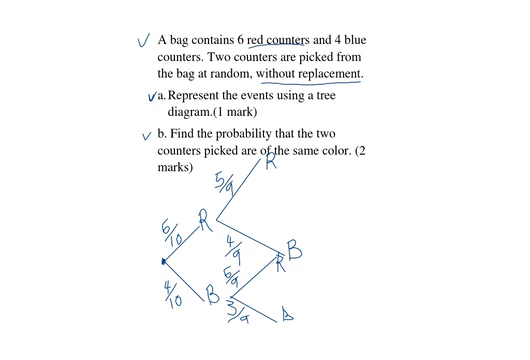 A bag contains 6 red counters and 4 blue
counters. Two counters are picked from
the bag at random, without replacement.
a. Represent the events using a tree
diagram.(1 mark)
b. Find the probability that the two
counters picked are of the same color. (2
marks)
R
5/9
6/10
R
4/9
B
R
6/9
4/10
B
3/9